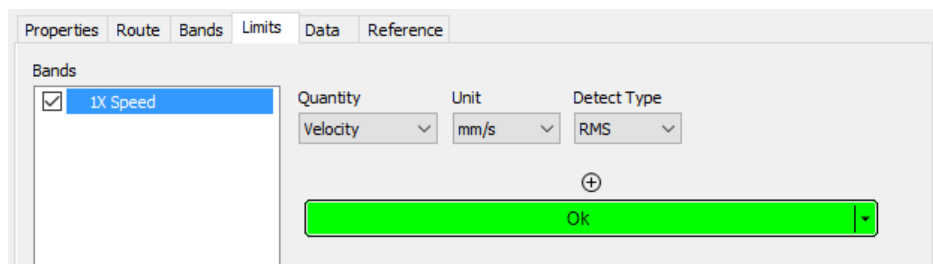 Properties Route Bands Limits Data Reference
Bands
1X Speed
Quantity Unit Detect Type
Velocity mm/s RMS
Ok